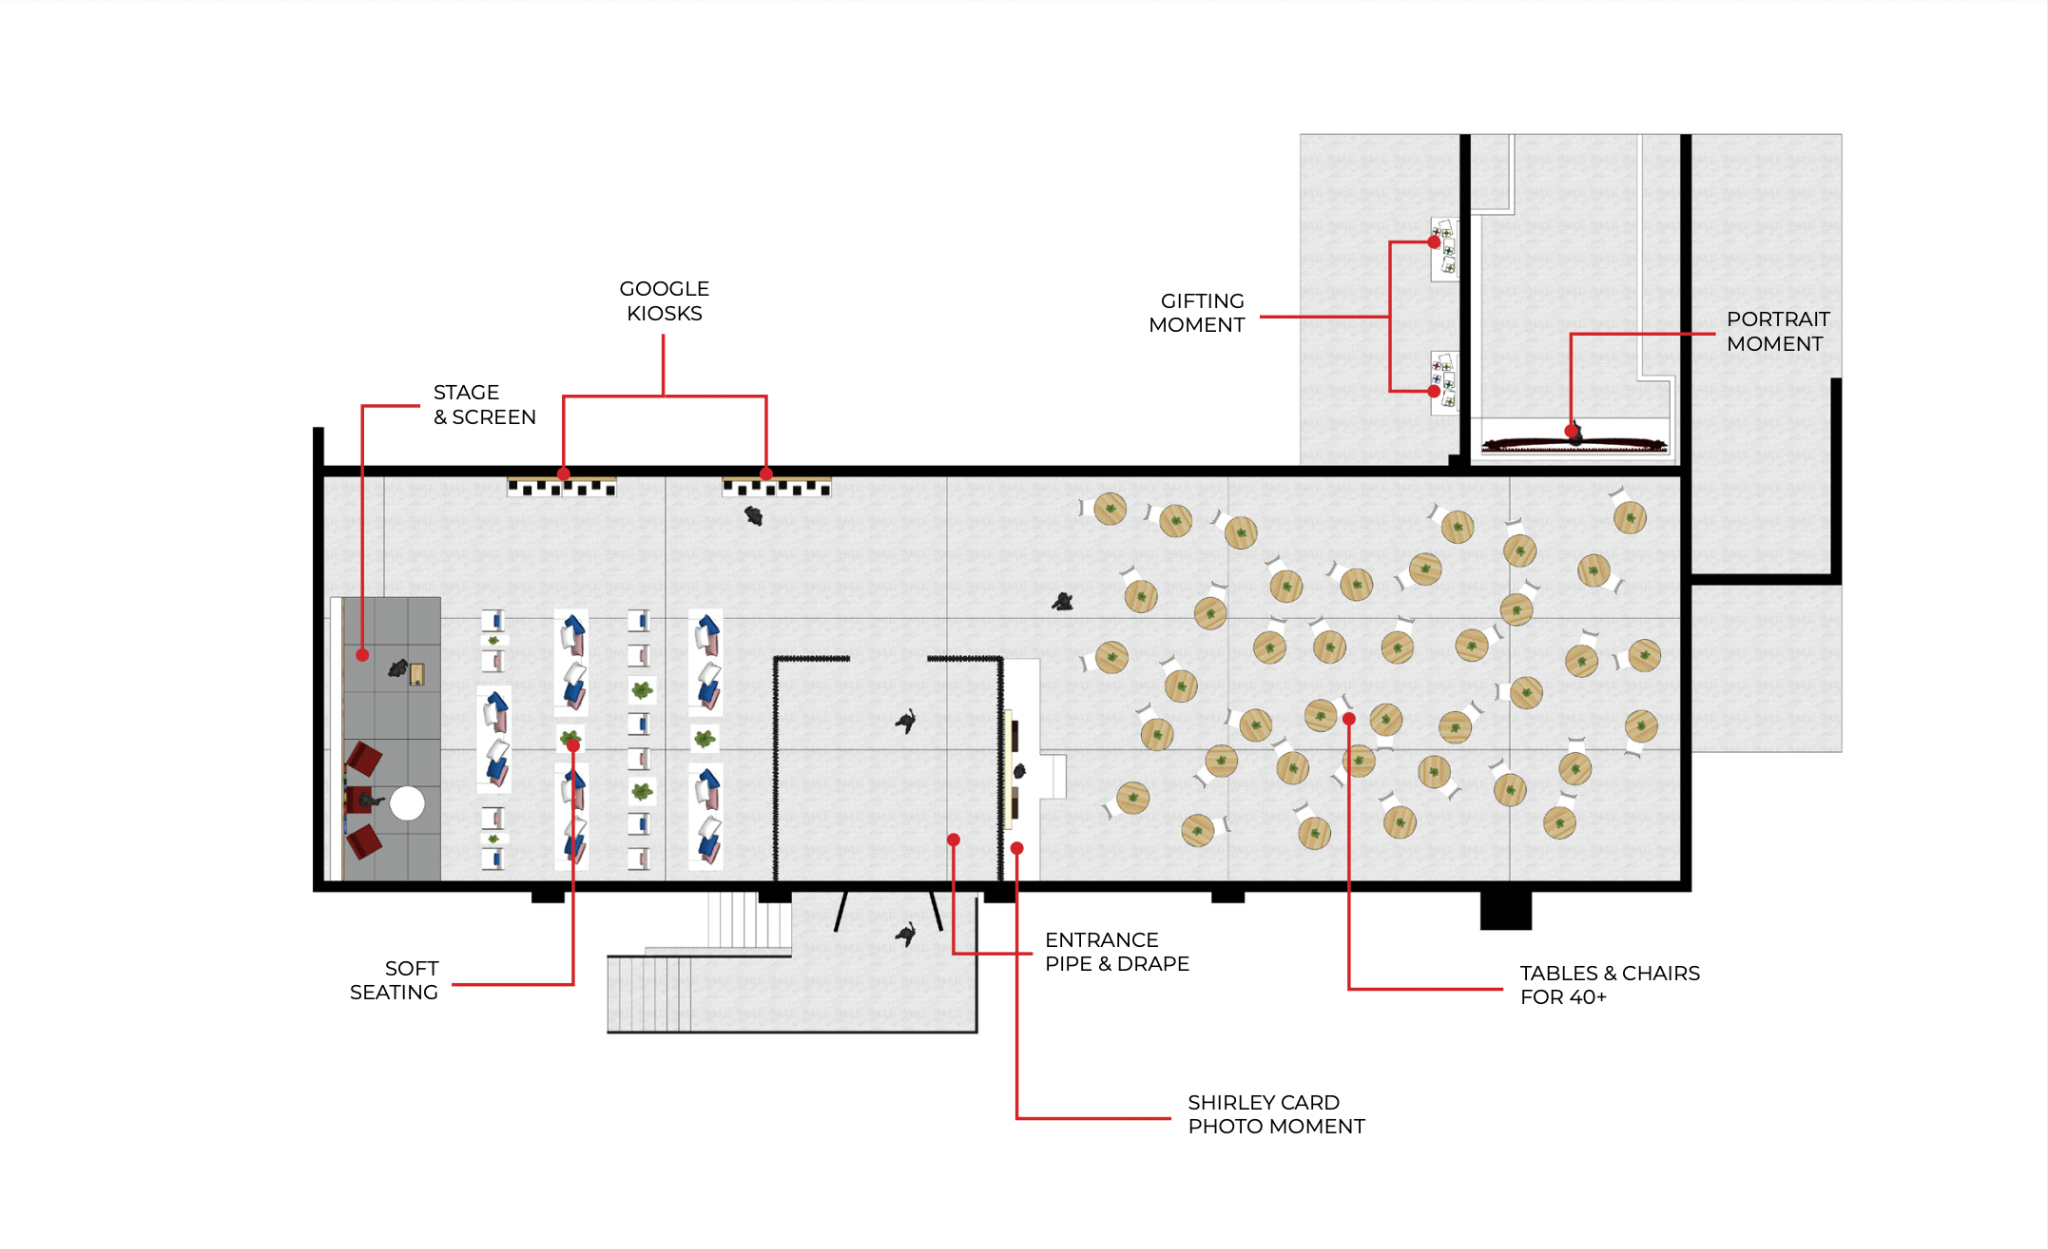 GOOGLE
KIOSKS
GIFTING
MOMENT
PORTRAIT
MOMENT
STAGE
& SCREEN
SOFT
SEATING
ENTRANCE
PIPE & DRAPE
TABLES & CHAIRS
FOR 40+
SHIRLEY CARD
PHOTO MOMENT